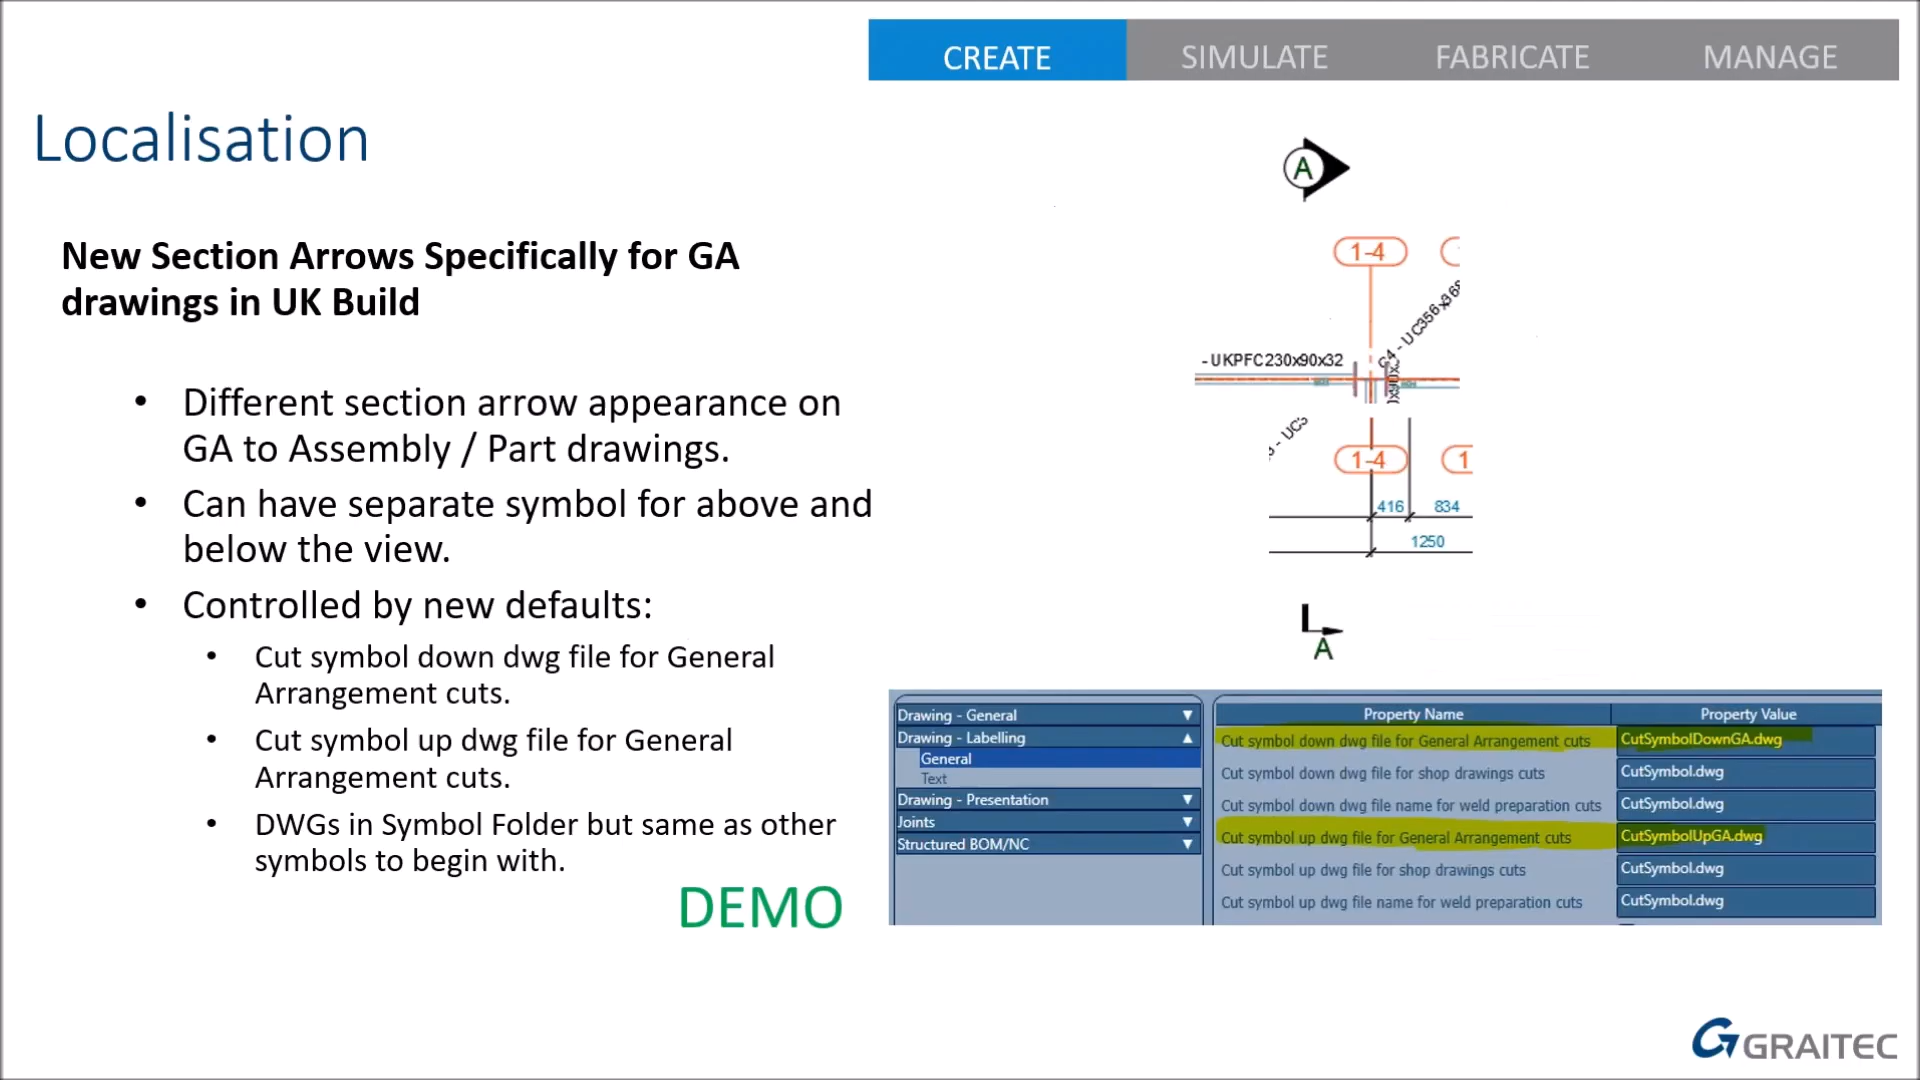 CREATE SIMULATE FABRICATE MANAGE
Localisation
New Section Arrows Specifically for GA
drawings in UK Build
• Different section arrow appearance on
GA to Assembly / Part drawings.
• Can have separate symbol for above and
below the view.
• Controlled by new defaults:
• Cut symbol down dwg file for General
Arrangement cuts.
• Cut symbol up dwg file for General
Arrangement cuts.
• DWGs in Symbol Folder but same as other
symbols to begin with.
DEMO
A
1-4
-UKPFC230x90x32
C4 - UC356x368
- UC3
1-4
1
416 834
1250
A
Drawing - General
Drawing - Labelling
General
Text
Drawing - Presentation
Joints
Structured BOM/NC
Property Name Property Value
Cut symbol down dwg file for General Arrangement cuts CutSymbolDownGA.dwg
Cut symbol down dwg file for shop drawings cuts CutSymbol.dwg
Cut symbol down dwg file name for weld preparation cuts CutSymbol.dwg
Cut symbol up dwg file for General Arrangement cuts CutSymbolUpGA.dwg
Cut symbol up dwg file for shop drawings cuts CutSymbol.dwg
Cut symbol up dwg file name for weld preparation cuts CutSymbol.dwg
GRAITEC